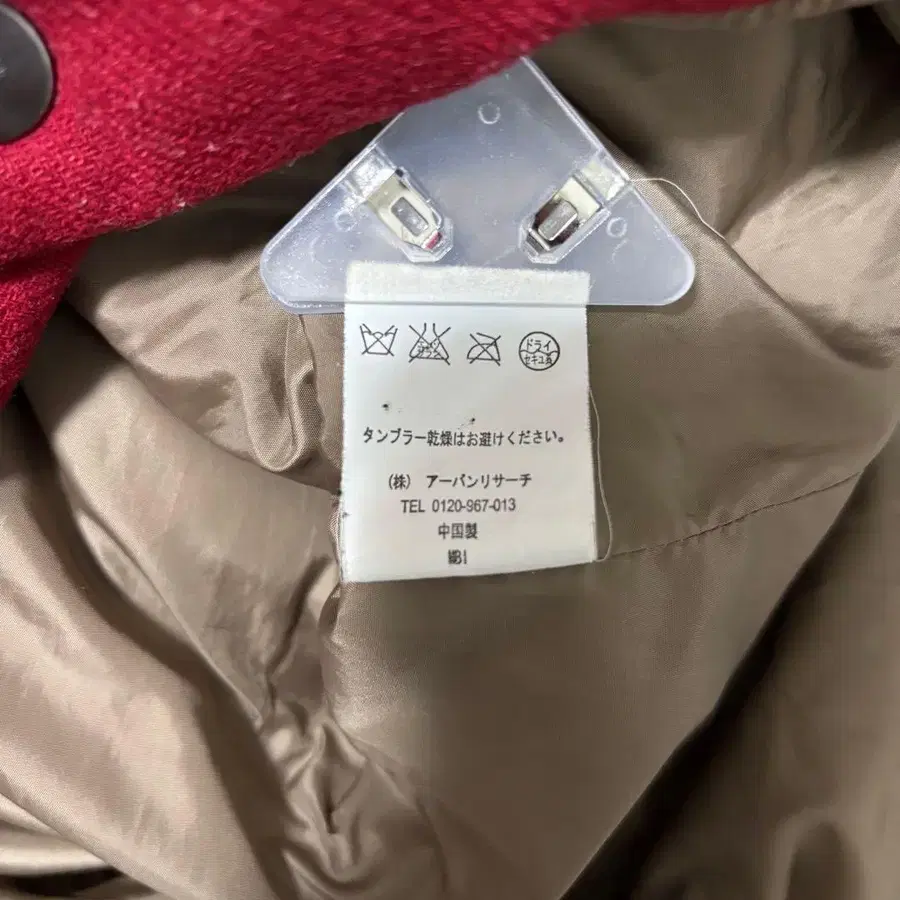 ドライ
セキユ系
タンブラー乾燥はお避けください。
(株) アーバンリサーチ
TEL 0120-967-013
中国製